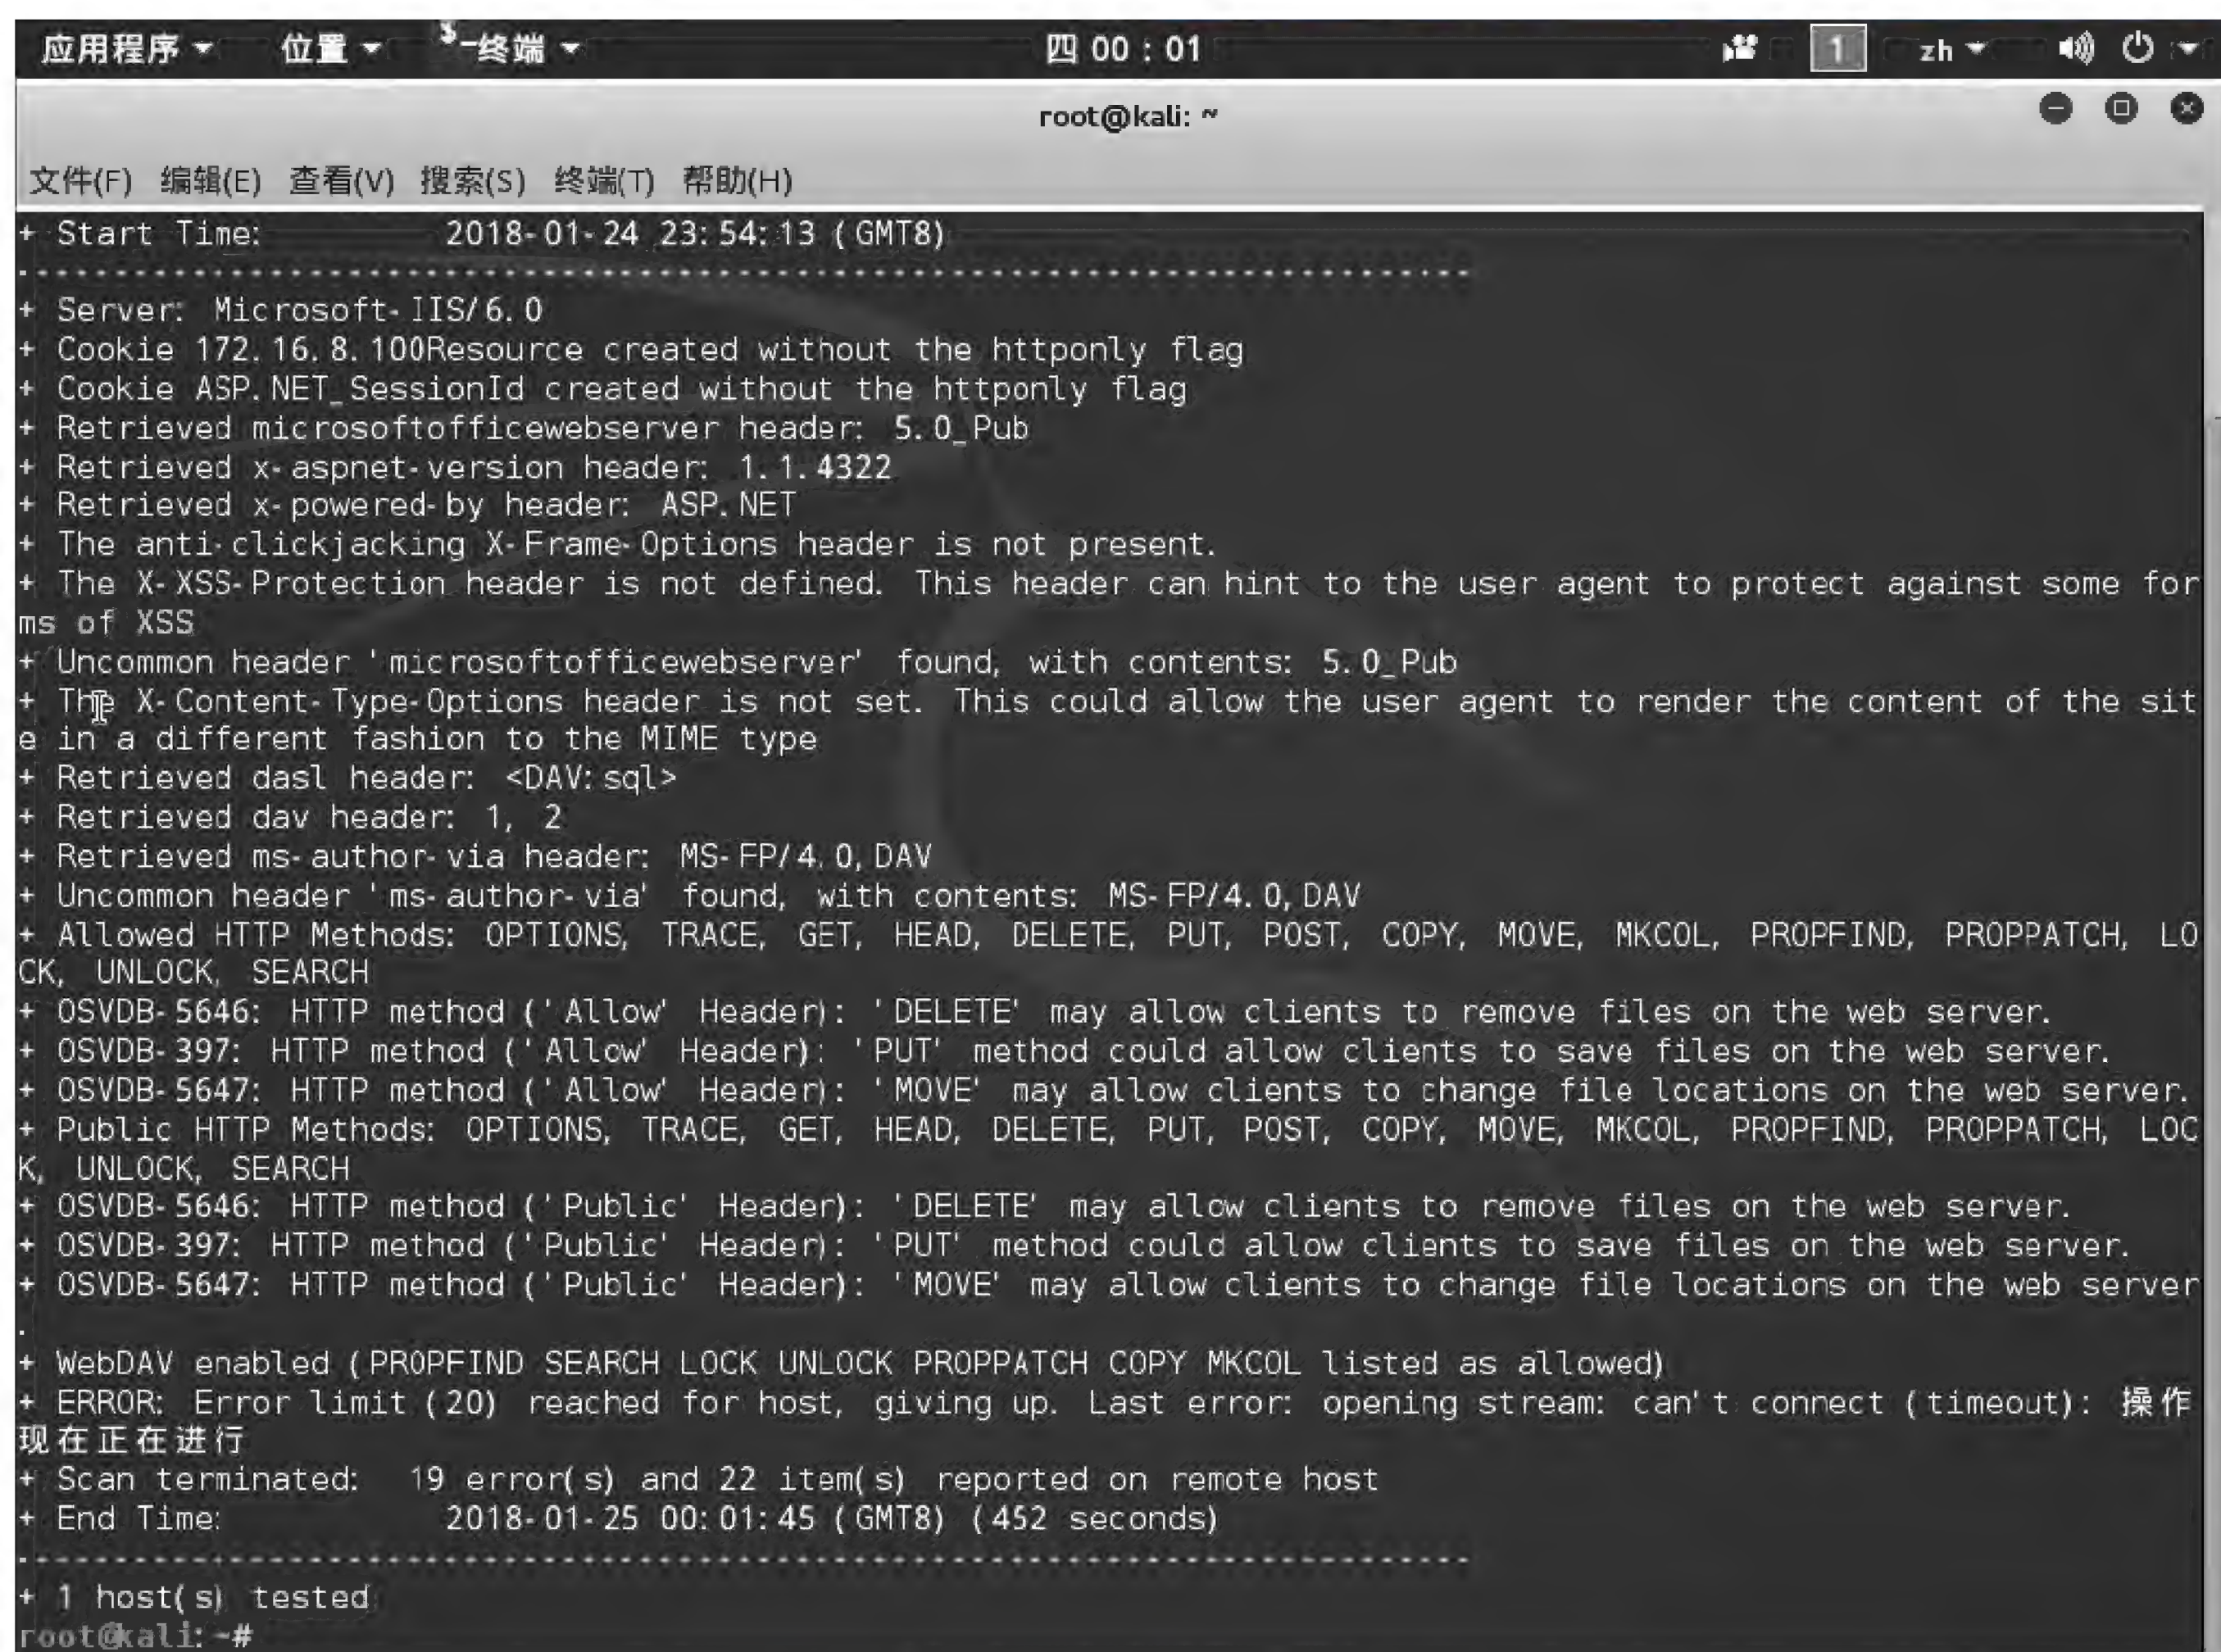 应用程序 位置 终端 四 00：01 1 zh
root@kali: ~
文件(F) 编辑(E) 查看(V) 搜索(S) 终端(T) 帮助(H)
+ Start Time: 2018-01-24 23:54:13 (GMT8)
---------------------------------------------------------------------------
+ Server: Microsoft-IIS/6.0
+ Cookie 172.16.8.100Resource created without the httponly flag
+ Cookie ASP.NET_SessionId created without the httponly flag
+ Retrieved microsoftofficewebserver header: 5.0_Pub
+ Retrieved x-aspnet-version header: 1.1.4322
+ Retrieved x-powered-by header: ASP.NET
+ The anti-clickjacking X-Frame-Options header is not present.
+ The X-XSS-Protection header is not defined. This header can hint to the user agent to protect against some for
ms of XSS
+ Uncommon header 'microsoftofficewebserver' found, with contents: 5.0_Pub
+ The X-Content-Type-Options header is not set. This could allow the user agent to render the content of the sit
e in a different fashion to the MIME type
+ Retrieved dasl header: <DAV:sql>
+ Retrieved dav header: 1, 2
+ Retrieved ms-author-via header: MS-FP/4.0,DAV
+ Uncommon header 'ms-author-via' found, with contents: MS-FP/4.0,DAV
+ Allowed HTTP Methods: OPTIONS, TRACE, GET, HEAD, DELETE, PUT, POST, COPY, MOVE, MKCOL, PROPFIND, PROPPATCH, LO
CK, UNLOCK, SEARCH
+ OSVDB-5646: HTTP method ('Allow' Header): 'DELETE' may allow clients to remove files on the web server.
+ OSVDB-397: HTTP method ('Allow' Header): 'PUT' method could allow clients to save files on the web server.
+ OSVDB-5647: HTTP method ('Allow' Header): 'MOVE' may allow clients to change file locations on the web server.
+ Public HTTP Methods: OPTIONS, TRACE, GET, HEAD, DELETE, PUT, POST, COPY, MOVE, MKCOL, PROPFIND, PROPPATCH, LOC
K, UNLOCK, SEARCH
+ OSVDB-5646: HTTP method ('Public' Header): 'DELETE' may allow clients to remove files on the web server.
+ OSVDB-397: HTTP method ('Public' Header): 'PUT' method could allow clients to save files on the web server.
+ OSVDB-5647: HTTP method ('Public' Header): 'MOVE' may allow clients to change file locations on the web server
.
+ WebDAV enabled (PROPFIND SEARCH LOCK UNLOCK PROPPATCH COPY MKCOL listed as allowed)
+ ERROR: Error limit (20) reached for host, giving up. Last error: opening stream: can't connect (timeout): 操作
现在正在进行
+ Scan terminated: 19 error(s) and 22 item(s) reported on remote host
+ End Time: 2018-01-25 00:01:45 (GMT8) (452 seconds)
---------------------------------------------------------------------------
+ 1 host(s) tested
root@kali:~#